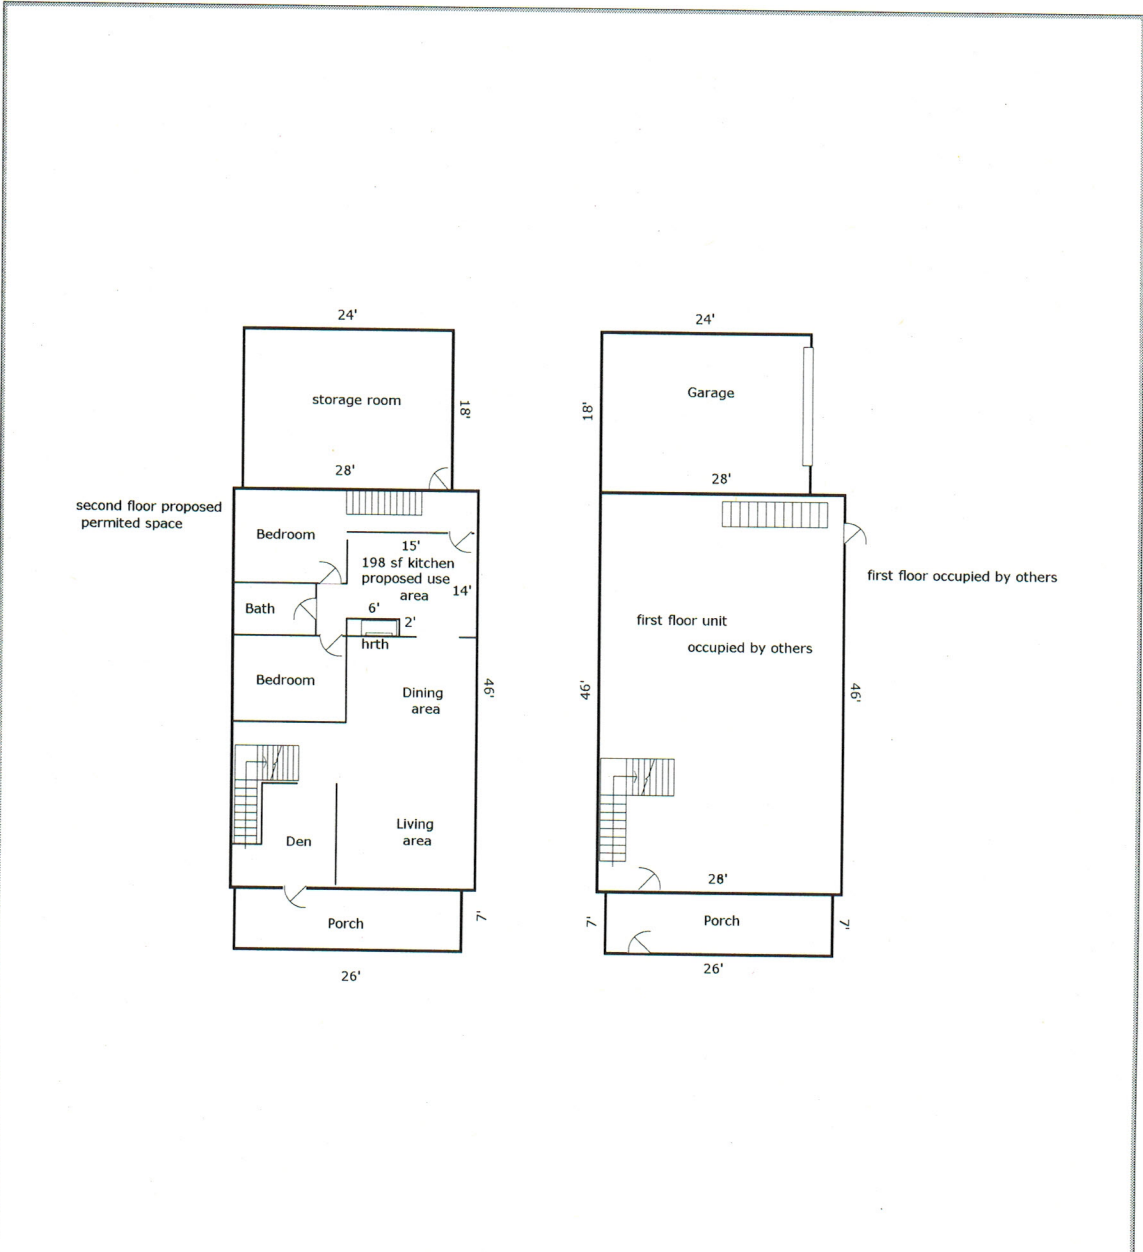 24'
storage room
18'
28'
second floor proposed
permited space
Bedroom
15'
198 sf kitchen
proposed use
area
14'
Bath
6'
2'
hrth
Bedroom
Dining
area
46'
Living
area
Den
Porch
7'
26'
24'
Garage
18'
28'
first floor occupied by others
first floor unit
occupied by others
46'
46'
28'
7'
Porch
7'
26'